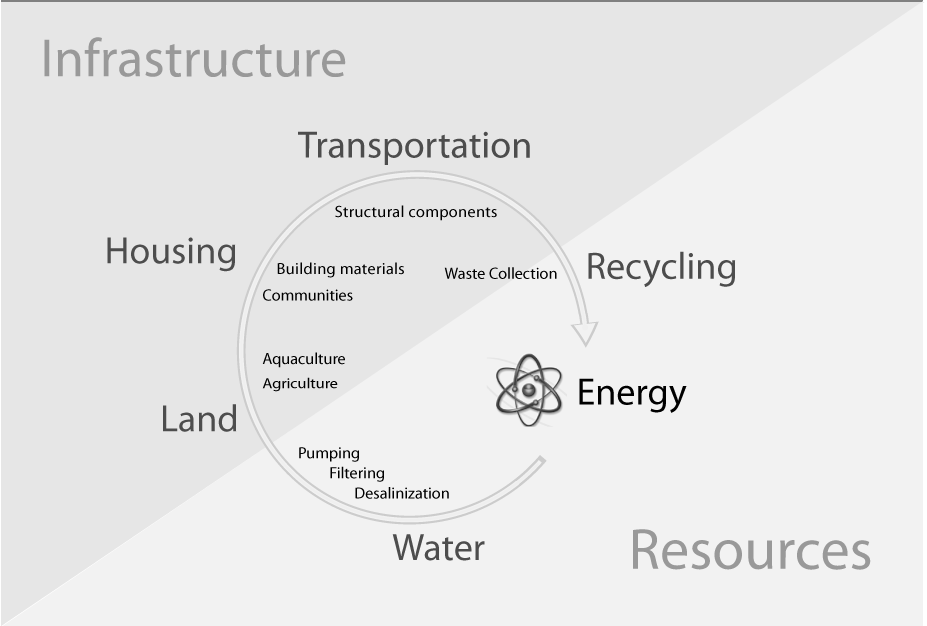 Infrastructure
Transportation
Structural components
Housing
Building materials
Communities
Waste Collection
Recycling
Aquaculture
Agriculture
Energy
Land
Pumping
Filtering
Desalinization
Water
Resources